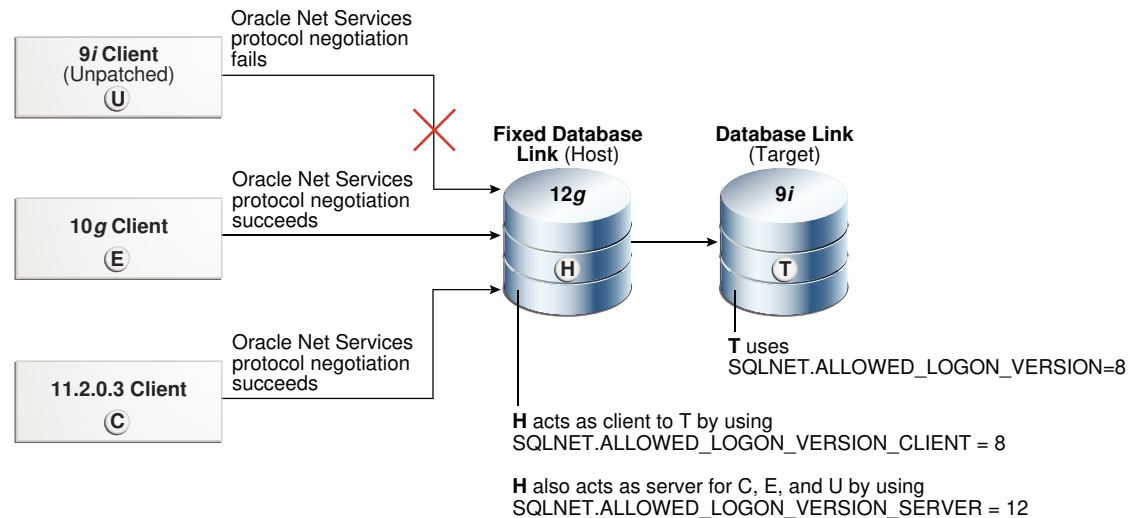 Oracle Net Services
protocol negotiation
fails
9i Client
(Unpatched)
U
Oracle Net Services
protocol negotiation
succeeds
10g Client
E
Oracle Net Services
protocol negotiation
succeeds
11.2.0.3 Client
C
Fixed Database
Link (Host)
12g
H
Database Link
(Target)
9i
T
T uses
SQLNET.ALLOWED_LOGON_VERSION=8
H acts as client to T by using
SQLNET.ALLOWED_LOGON_VERSION_CLIENT = 8
H also acts as server for C, E, and U by using
SQLNET.ALLOWED_LOGON_VERSION_SERVER = 12